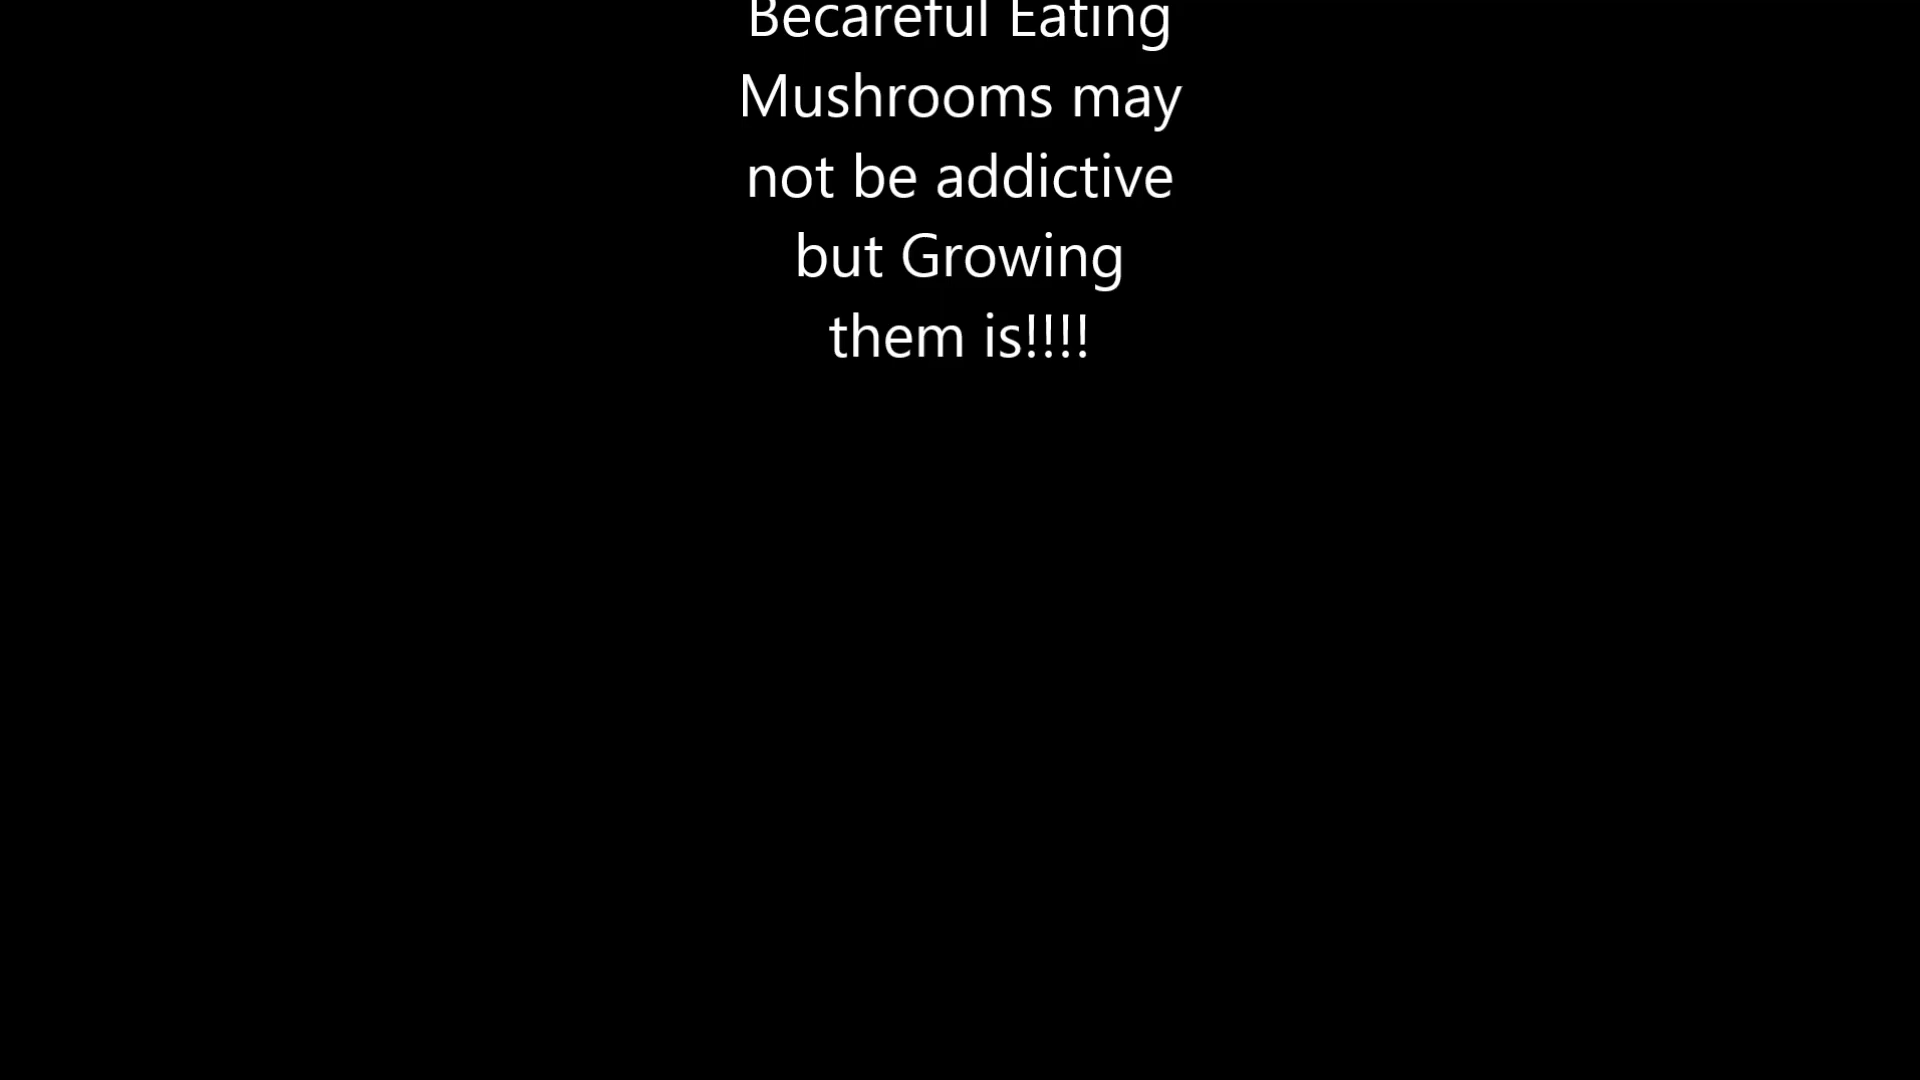 Becareful Eating
Mushrooms may
not be addictive
but Growing
them is!!!!